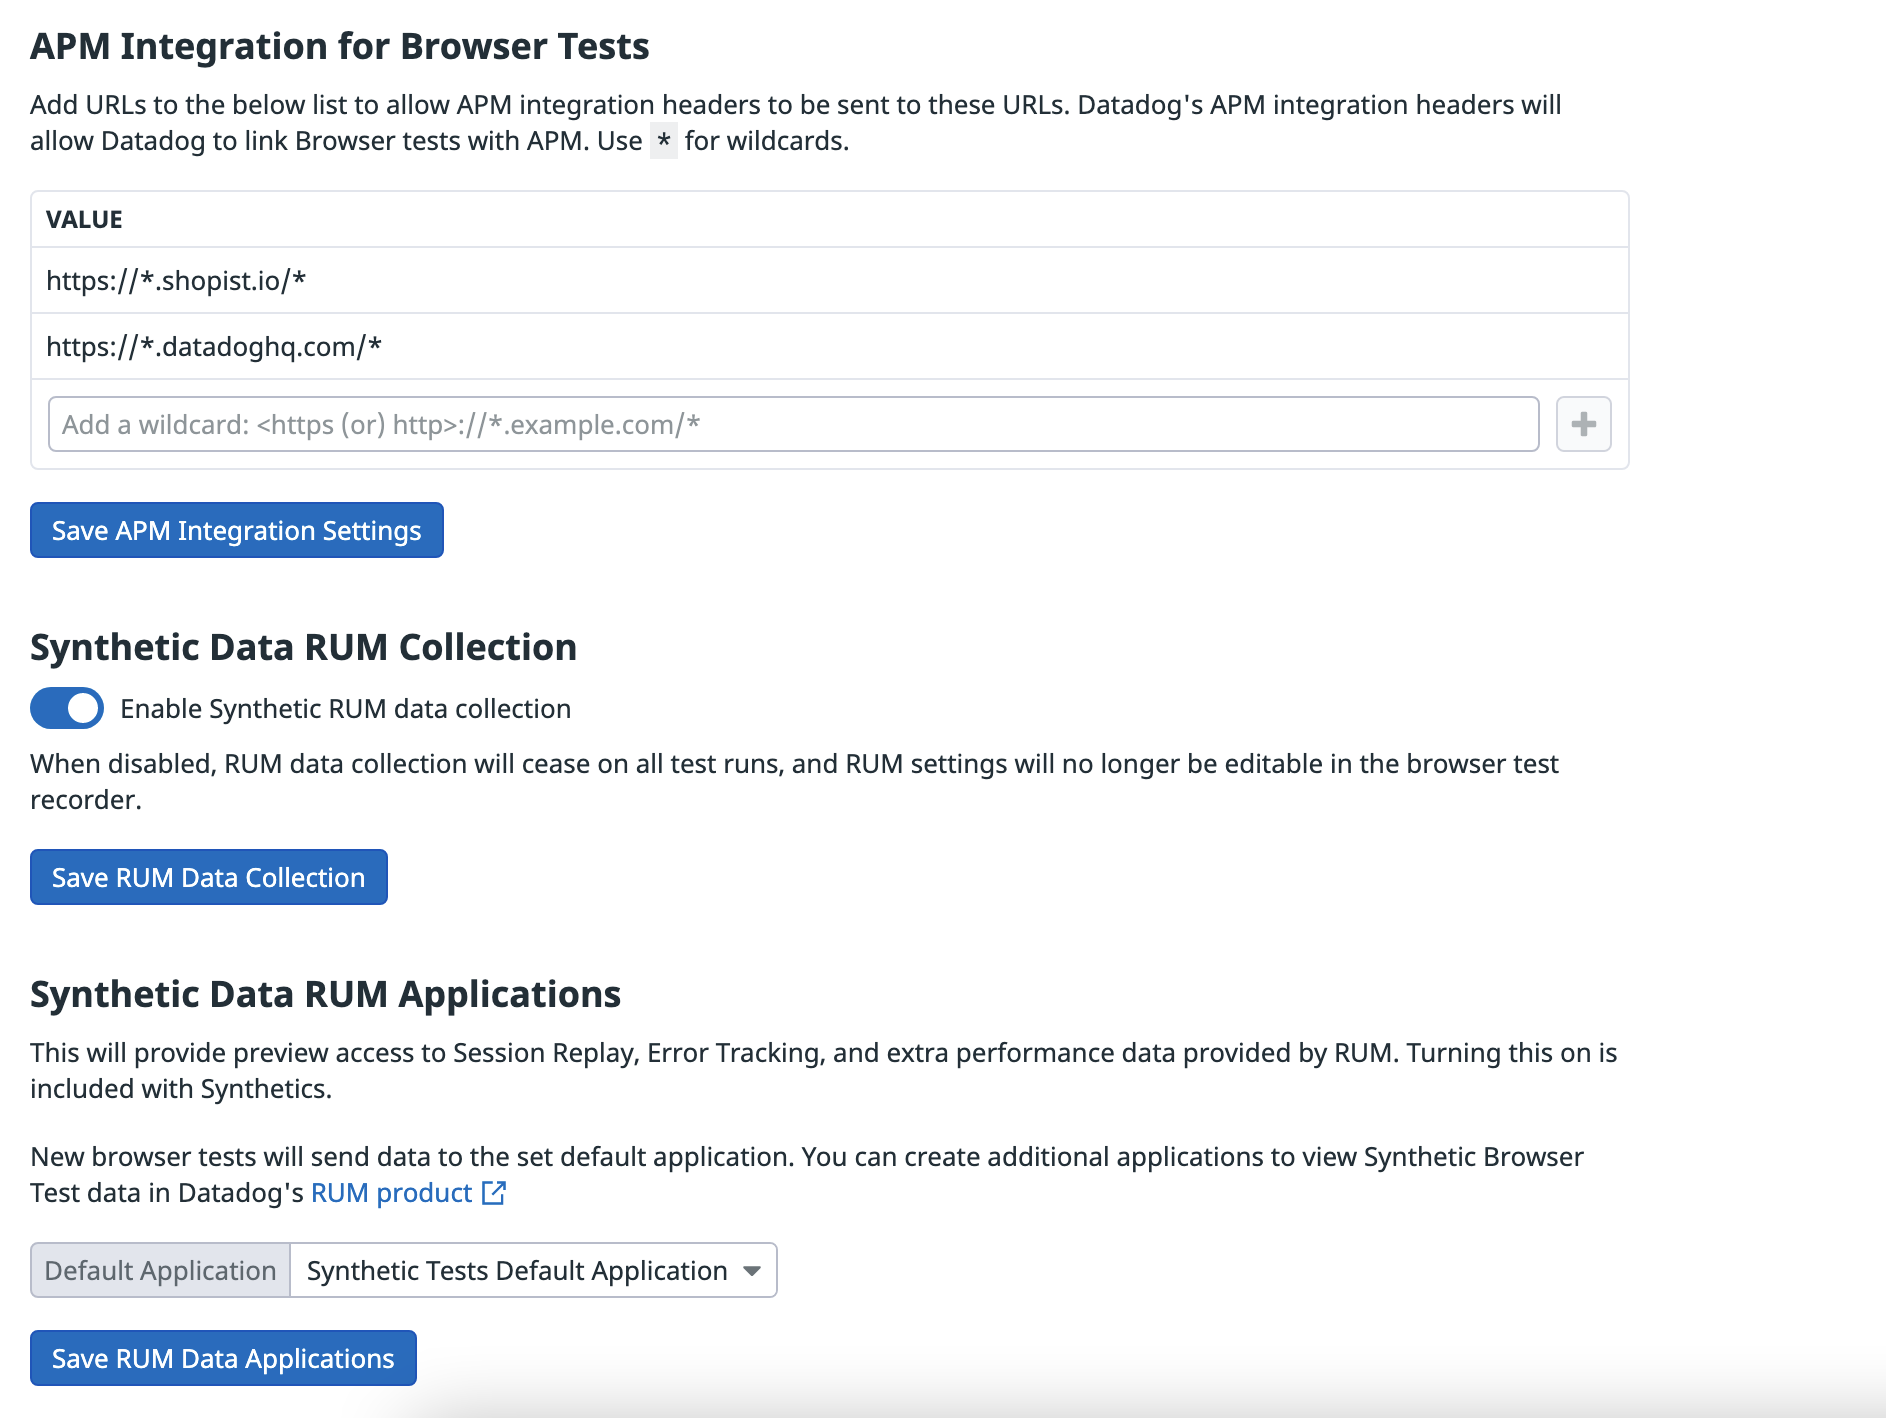 APM Integration for Browser Tests
Add URLs to the below list to allow APM integration headers to be sent to these URLs. Datadog's APM integration headers will
allow Datadog to link Browser tests with APM. Use * for wildcards.
VALUE
https://*.shopist.io/*
https://*.datadoghq.com/*
Add a wildcard: <https (or) http>://*.example.com/*
Save APM Integration Settings
Synthetic Data RUM Collection
Enable Synthetic RUM data collection
When disabled, RUM data collection will cease on all test runs, and RUM settings will no longer be editable in the browser test
recorder.
Save RUM Data Collection
Synthetic Data RUM Applications
This will provide preview access to Session Replay, Error Tracking, and extra performance data provided by RUM. Turning this on is
included with Synthetics.
New browser tests will send data to the set default application. You can create additional applications to view Synthetic Browser
Test data in Datadog's RUM product
Default Application Synthetic Tests Default Application
Save RUM Data Applications